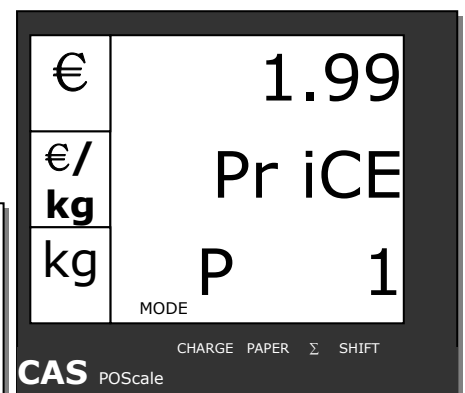 € 1.99
€/ Pr iCE
kg
kg P 1
MODE
CHARGE PAPER Σ SHIFT
CAS POScale